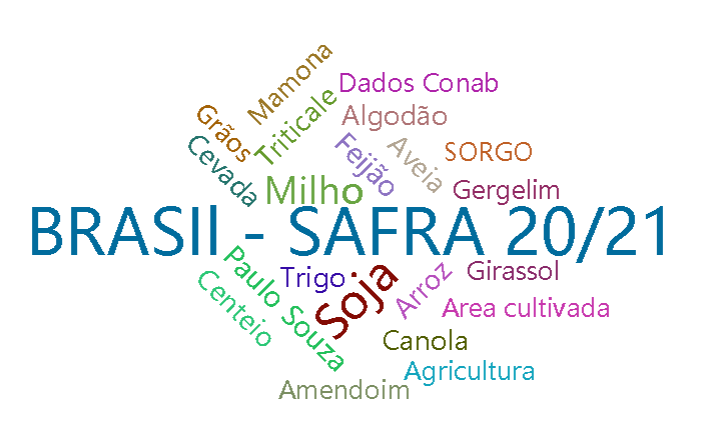 Mamona
Dados Conab
Grãos
Triticale
Algodão
Cevada
Feijão
Aveia
SORGO
Milho
Gergelim
BRASIl - SAFRA 20/21
Paulo Souza
Trigo
Soja
Arroz
Girassol
Centeio
Area cultivada
Canola
Agricultura
Amendoim